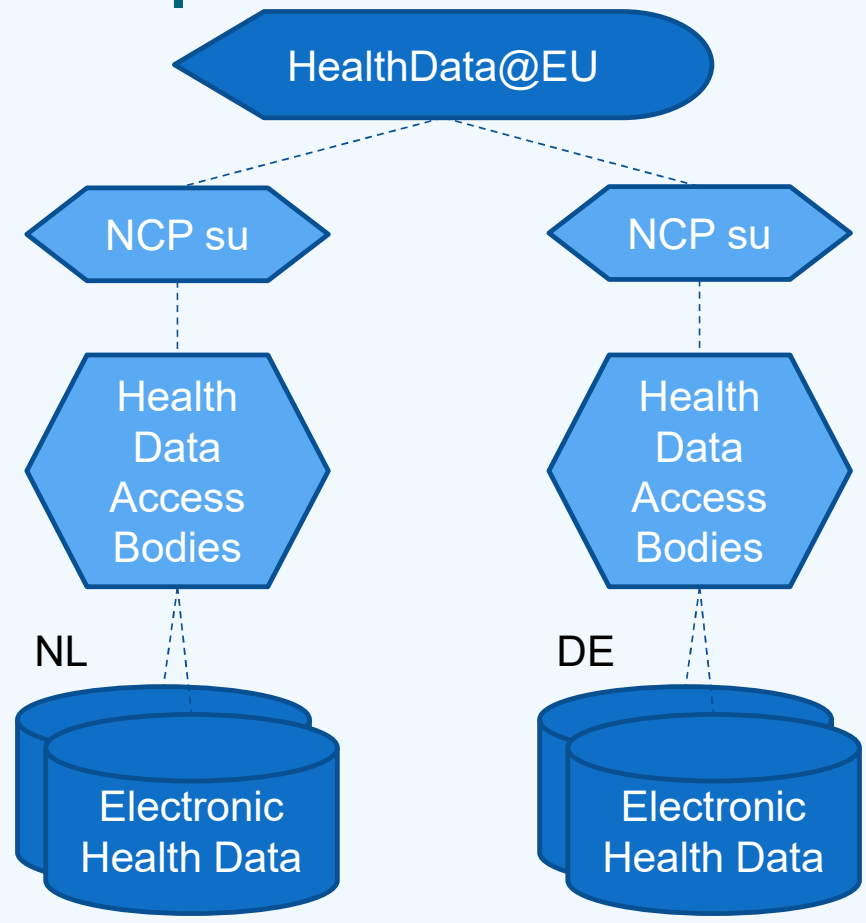 HealthData@EU
NCP su
NCP su
Health
Data
Access
Bodies
Health
Data
Access
Bodies
NL
DE
Electronic
Health Data
Electronic
Health Data